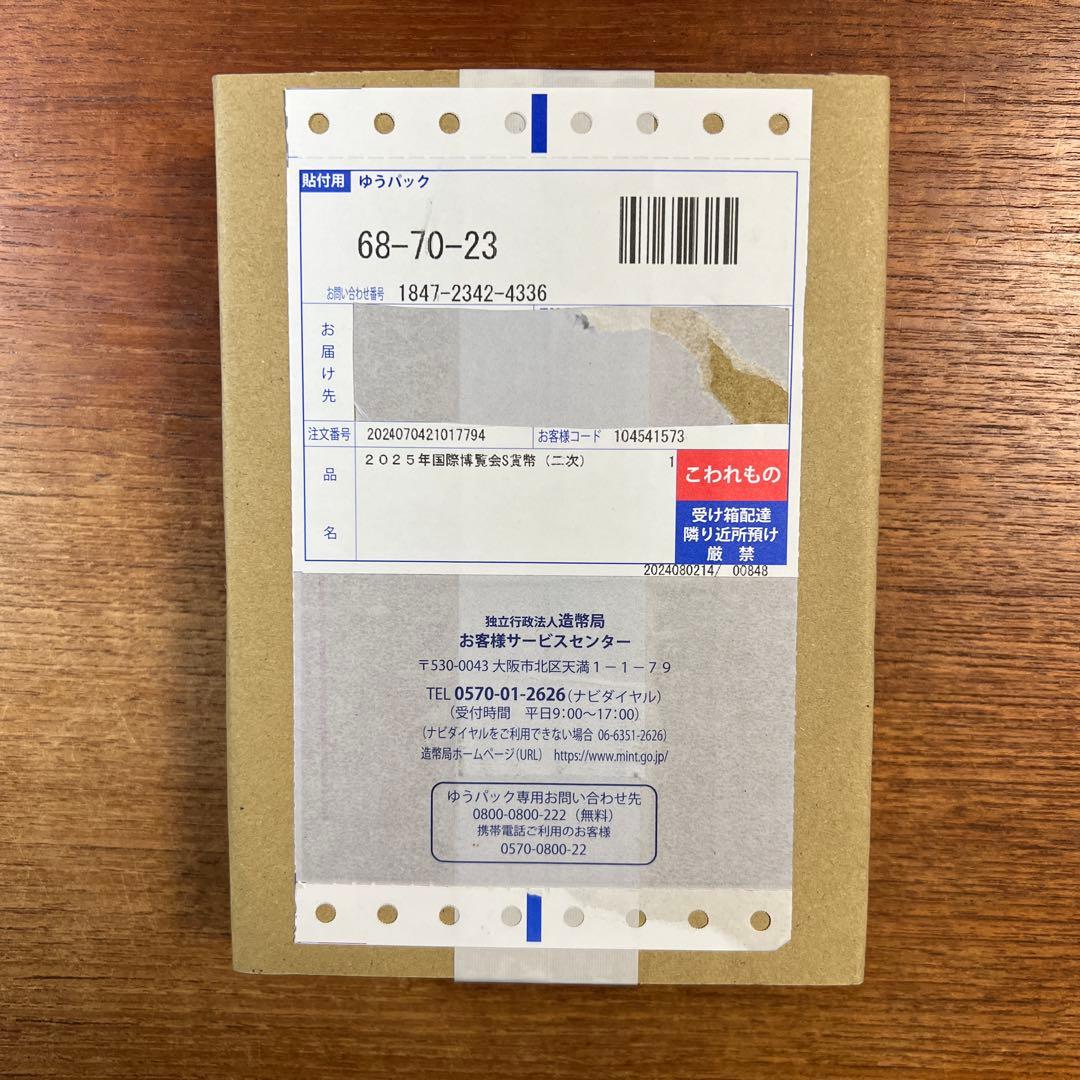 貼付用 ゆうパック
68-70-23
お問い合わせ番号 1847-2342-4336
お届け先
注文番号 2024070421017794 お客様コード 104541573
品名 2025年国際博覧会S貨幣(二次) 1
こわれもの
受け箱配達
隣り近所預け
厳 禁
2024080214/ 00848
独立行政法人造幣局
お客様サービスセンター
〒530-0043 大阪市北区天満1-1-79
TEL 0570-01-2626(ナビダイヤル)
(受付時間 平日9:00〜17:00)
(ナビダイヤルをご利用できない場合 06-6351-2626)
造幣局ホームページ(URL) https://www.mint.go.jp/
ゆうパック専用お問い合わせ先
0800-0800-222(無料)
携帯電話ご利用のお客様
0570-0800-22